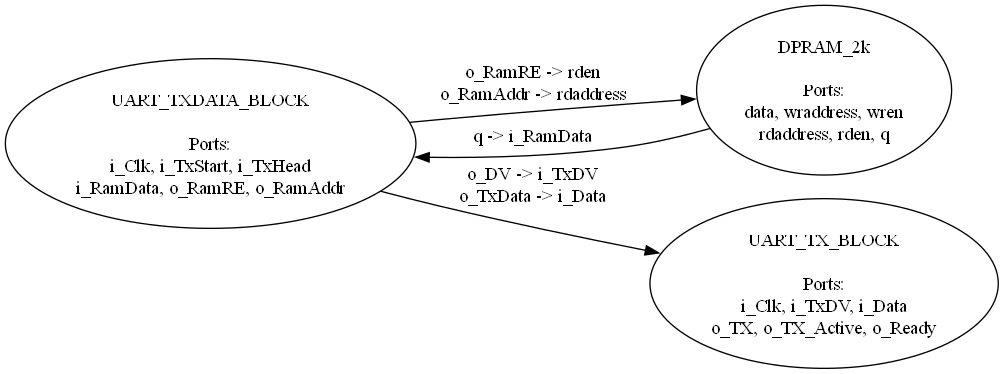 UART_TXDATA_BLOCK
Ports:
i_Clk, i_TxStart, i_TxHead
i_RamData, o_RamRE, o_RamAddr
o_RamRE -> rden
o_RamAddr -> rdaddress
q -> i_RamData
o_DV -> i_TxDV
o_TxData -> i_Data
DPRAM_2k
Ports:
data, wraddress, wren
rdaddress, rden, q
UART_TX_BLOCK
Ports:
i_Clk, i_TxDV, i_Data
o_TX, o_TX_Active, o_Ready